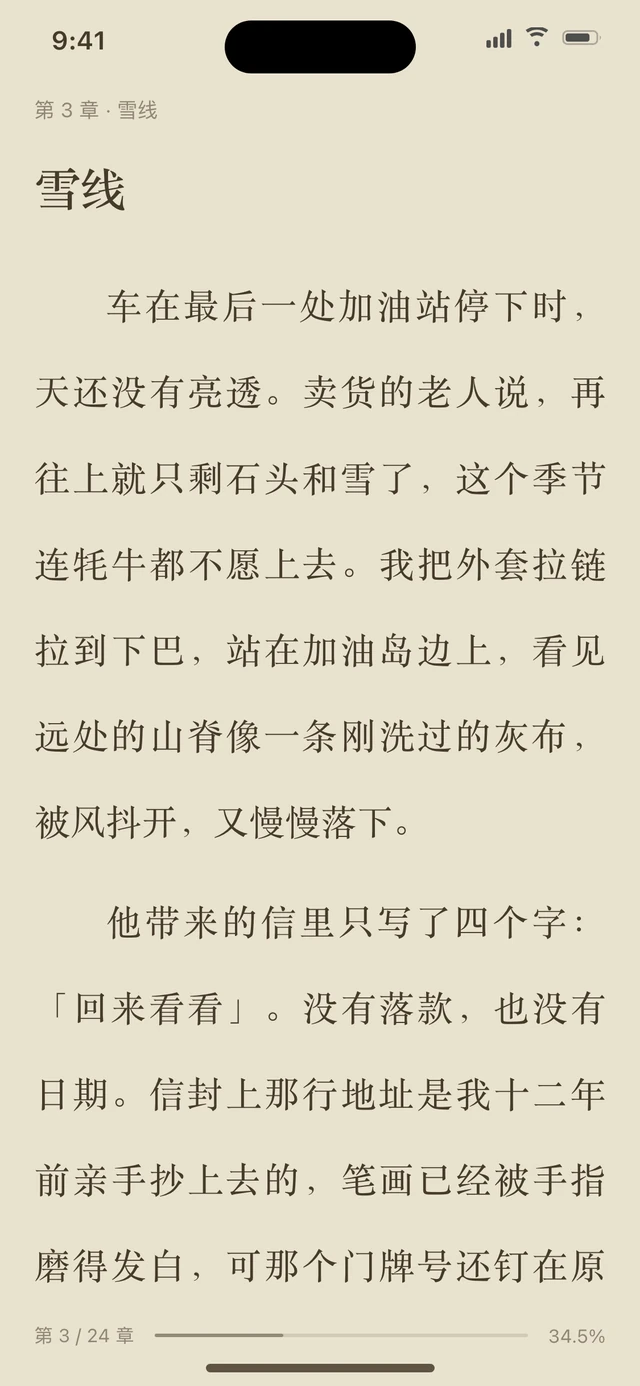 9:41
第 3 章 · 雪线
雪线
车在最后一处加油站停下时，
天还没有亮透。卖货的老人说，再
往上就只剩石头和雪了，这个季节
连牦牛都不愿上去。我把外套拉链
拉到下巴，站在加油岛边上，看见
远处的山脊像一条刚洗过的灰布，
被风抖开，又慢慢落下。
他带来的信里只写了四个字：
「回来看看」。没有落款，也没有
日期。信封上那行地址是我十二年
前亲手抄上去的，笔画已经被手指
磨得发白，可那个门牌号还钉在原
第 3 / 24 章 34.5%